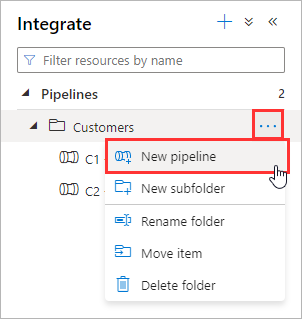 Integrate
Filter resources by name
Pipelines 2
Customers ...
C1
New pipeline
C2
New subfolder
Rename folder
Move item
Delete folder